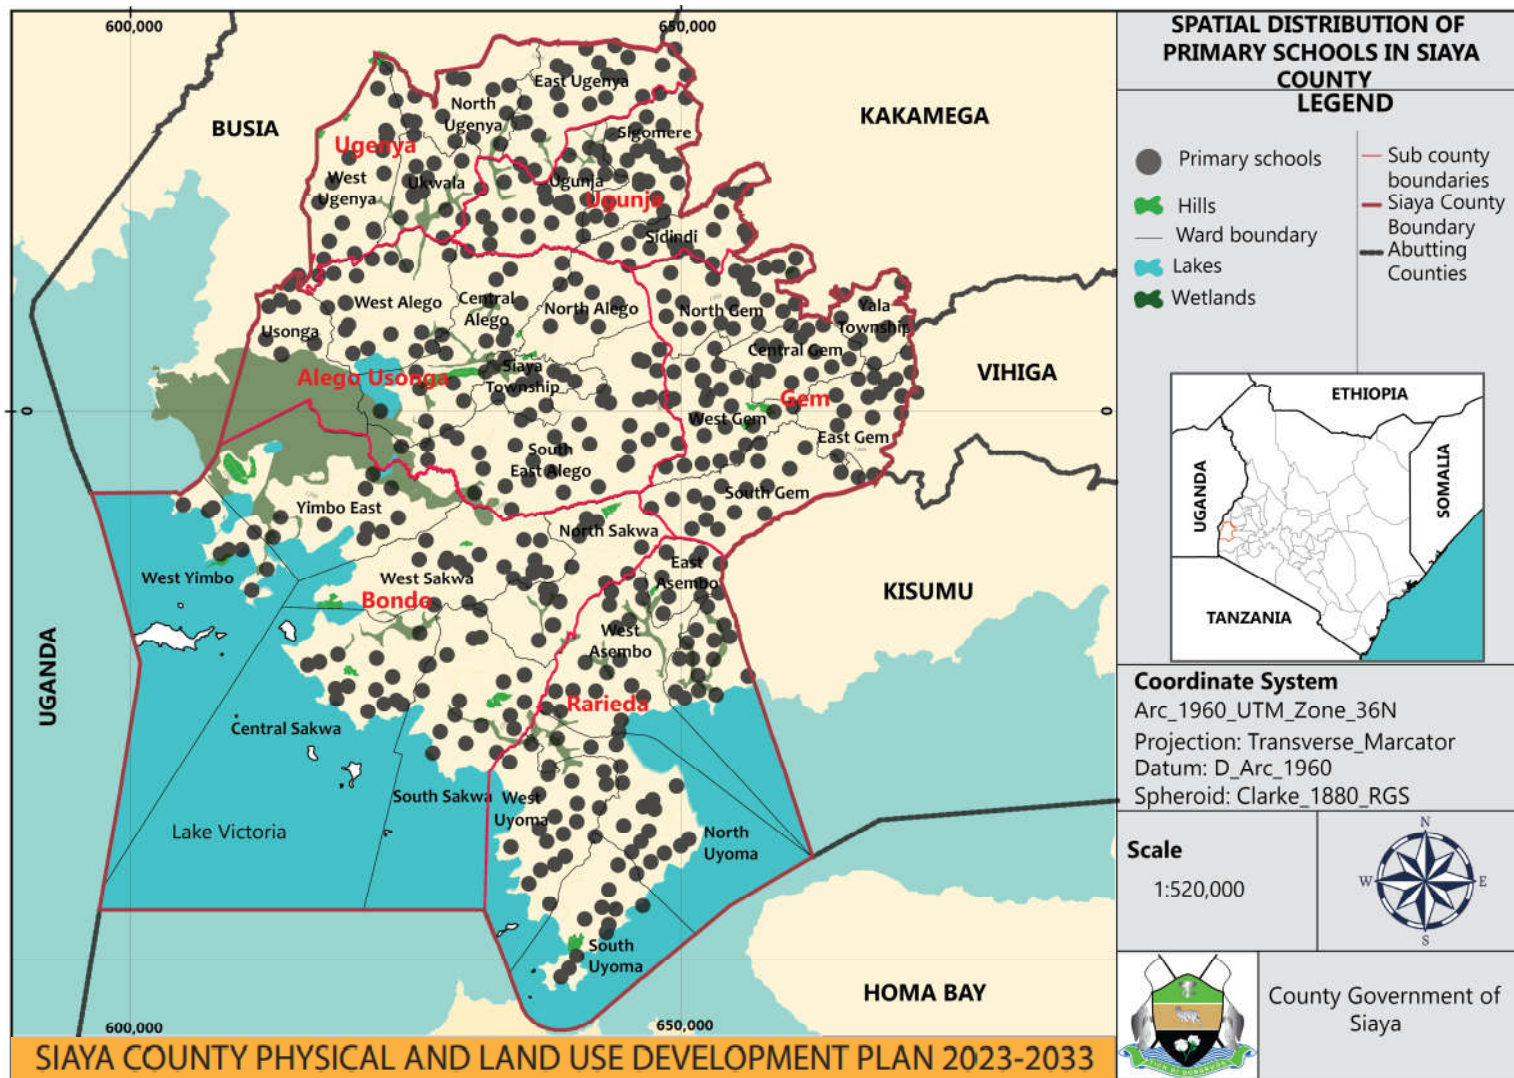 600,000
650,000
BUSIA
KAKAMEGA
East Ugenya
North
Ugenya
Sigomere
Ugenya
West
Ugenya
Ukwala
Ugunja
Ugunja
Sidindi
West Alego
Central
Alego
North Alego
North Gem
Yala
Township
Usonga
Central Gem
Siaya
Township
Alego Usonga
VIHIGA
Gem
0
0
West Gem
East Gem
South
East Alego
South Gem
Yimbo East
North Sakwa
East
Asembo
West Yimbo
West Sakwa
Bondo
KISUMU
West
Asembo
UGANDA
Rarieda
Central Sakwa
South Sakwa
West
Uyoma
North
Uyoma
Lake Victoria
South
Uyoma
HOMA BAY
600,000
650,000
SIAYA COUNTY PHYSICAL AND LAND USE DEVELOPMENT PLAN 2023-2033
SPATIAL DISTRIBUTION OF
PRIMARY SCHOOLS IN SIAYA
COUNTY
LEGEND
Primary schools
Hills
Ward boundary
Lakes
Wetlands
Sub county
boundaries
Siaya County
Boundary
Abutting
Counties
ETHIOPIA
UGANDA
SOMALIA
TANZANIA
Coordinate System
Arc_1960_UTM_Zone_36N
Projection: Transverse_Marcator
Datum: D_Arc_1960
Spheroid: Clarke_1880_RGS
Scale
1:520,000
N
W
E
S
County Government of
Siaya